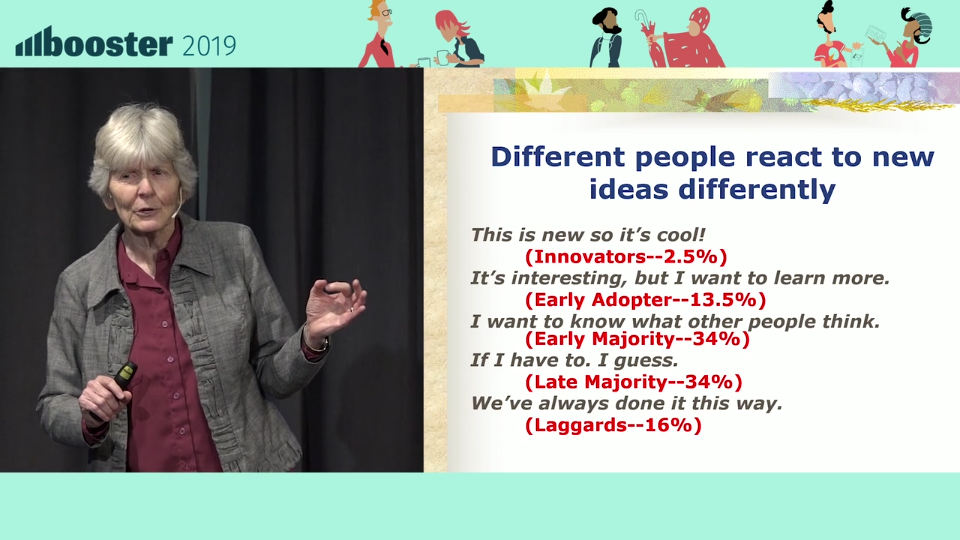 booster 2019
Different people react to new
ideas differently
This is new so it's cool!
(Innovators--2.5%)
It's interesting, but I want to learn more.
(Early Adopter--13.5%)
I want to know what other people think.
(Early Majority--34%)
If I have to. I guess.
(Late Majority--34%)
We've always done it this way.
(Laggards--16%)